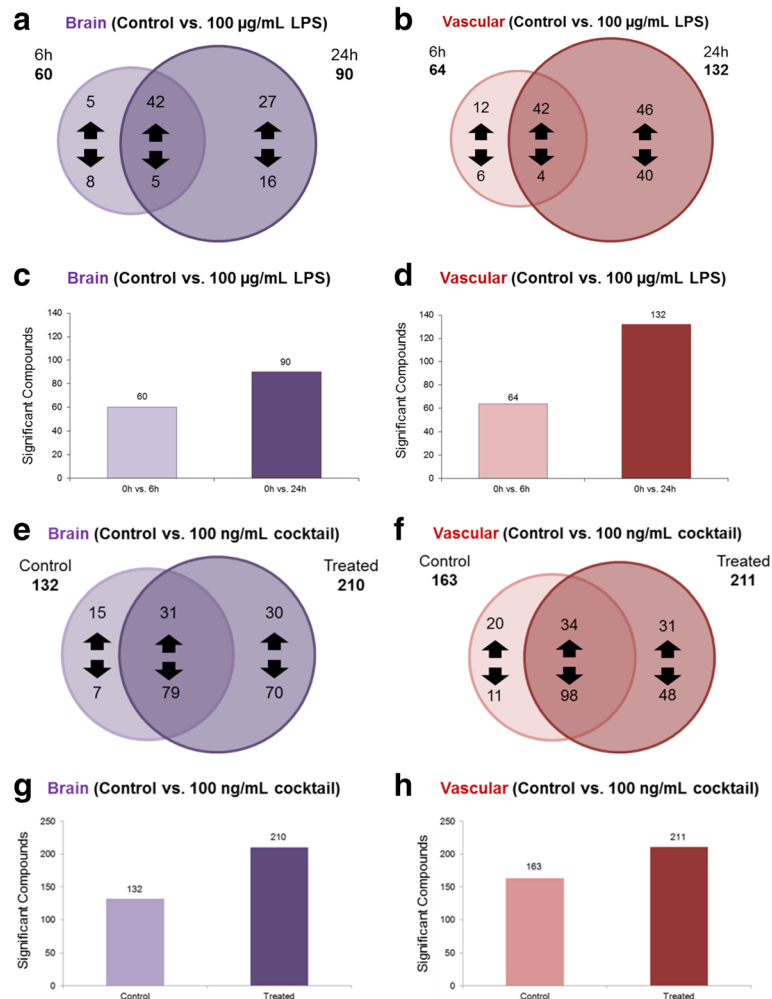 a
Brain (Control vs. 100 µg/mL LPS)
6h
60
24h
90
5 42 27
8 5 16
b
Vascular (Control vs. 100 µg/mL LPS)
6h
64
24h
132
12 42 46
6 4 40
c
Brain (Control vs. 100 µg/mL LPS)
Significant Compounds
140
120
100
80
60
40
20
0
60
90
0h vs. 6h
0h vs. 24h
d
Vascular (Control vs. 100 µg/mL LPS)
Significant Compounds
140
120
100
80
60
40
20
0
64
132
0h vs. 6h
0h vs. 24h
e
Brain (Control vs. 100 ng/mL cocktail)
Control
132
Treated
210
15 31 30
7 79 70
f
Vascular (Control vs. 100 ng/mL cocktail)
Control
163
Treated
211
20 34 31
11 98 48
g
Brain (Control vs. 100 ng/mL cocktail)
Significant Compounds
250
200
150
100
50
0
132
210
Control
Treated
h
Vascular (Control vs. 100 ng/mL cocktail)
Significant Compounds
250
200
150
100
50
0
163
211
Control
Treated